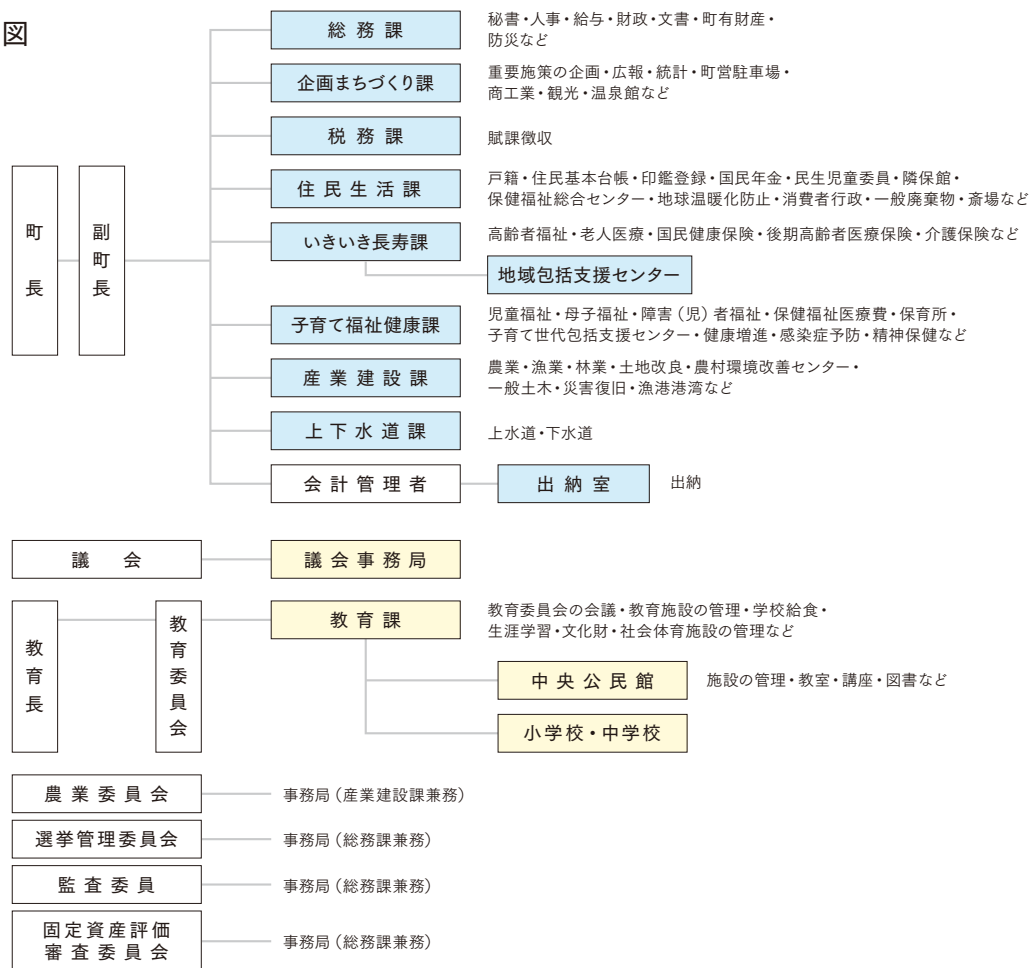 図
町長
副町長
総務課
秘書・人事・給与・財政・文書・町有財産・
防災など
企画まちづくり課
重要施策の企画・広報・統計・町営駐車場・
商工業・観光・温泉館など
税務課
賦課徴収
住民生活課
戸籍・住民基本台帳・印鑑登録・国民年金・民生児童委員・隣保館・
保健福祉総合センター・地球温暖化防止・消費者行政・一般廃棄物・斎場など
いきいき長寿課
高齢者福祉・老人医療・国民健康保険・後期高齢者医療保険・介護保険など
地域包括支援センター
子育て福祉健康課
児童福祉・母子福祉・障害（児）者福祉・保健福祉医療費・保育所・
子育て世代包括支援センター・健康増進・感染症予防・精神保健など
産業建設課
農業・漁業・林業・土地改良・農村環境改善センター・
一般土木・災害復旧・漁港港湾など
上下水道課
上水道・下水道
会計管理者
出納室
出納
議会
議会事務局
教育長
教育委員会
教育課
教育委員会の会議・教育施設の管理・学校給食・
生涯学習・文化財・社会体育施設の管理など
中央公民館
施設の管理・教室・講座・図書など
小学校・中学校
農業委員会
事務局（産業建設課兼務）
選挙管理委員会
事務局（総務課兼務）
監査委員
事務局（総務課兼務）
固定資産評価
審査委員会
事務局（総務課兼務）